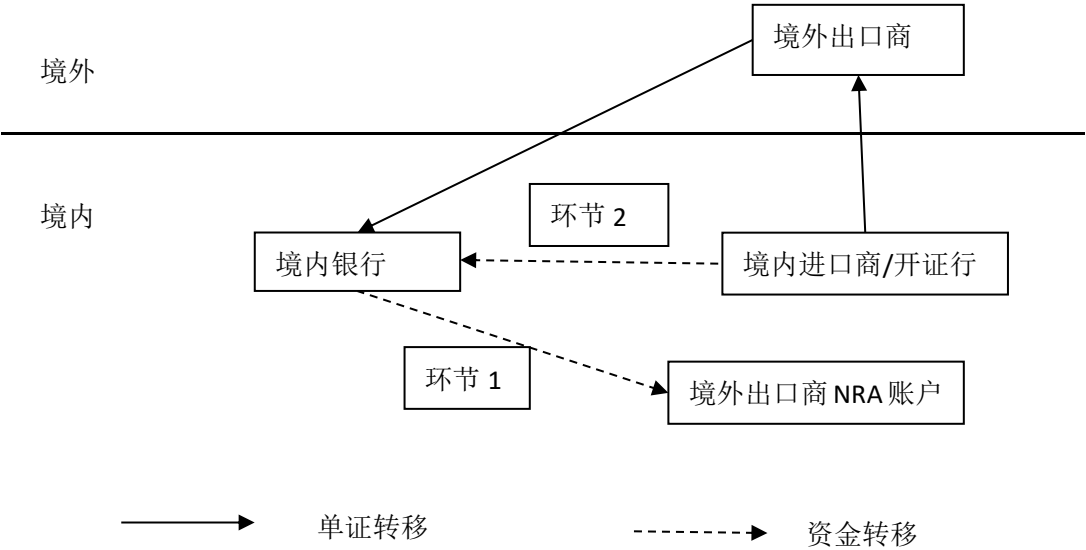 境外出口商
境外
境内
环节 2
境内银行
境内进口商/开证行
环节 1
境外出口商 NRA 账户
单证转移
资金转移